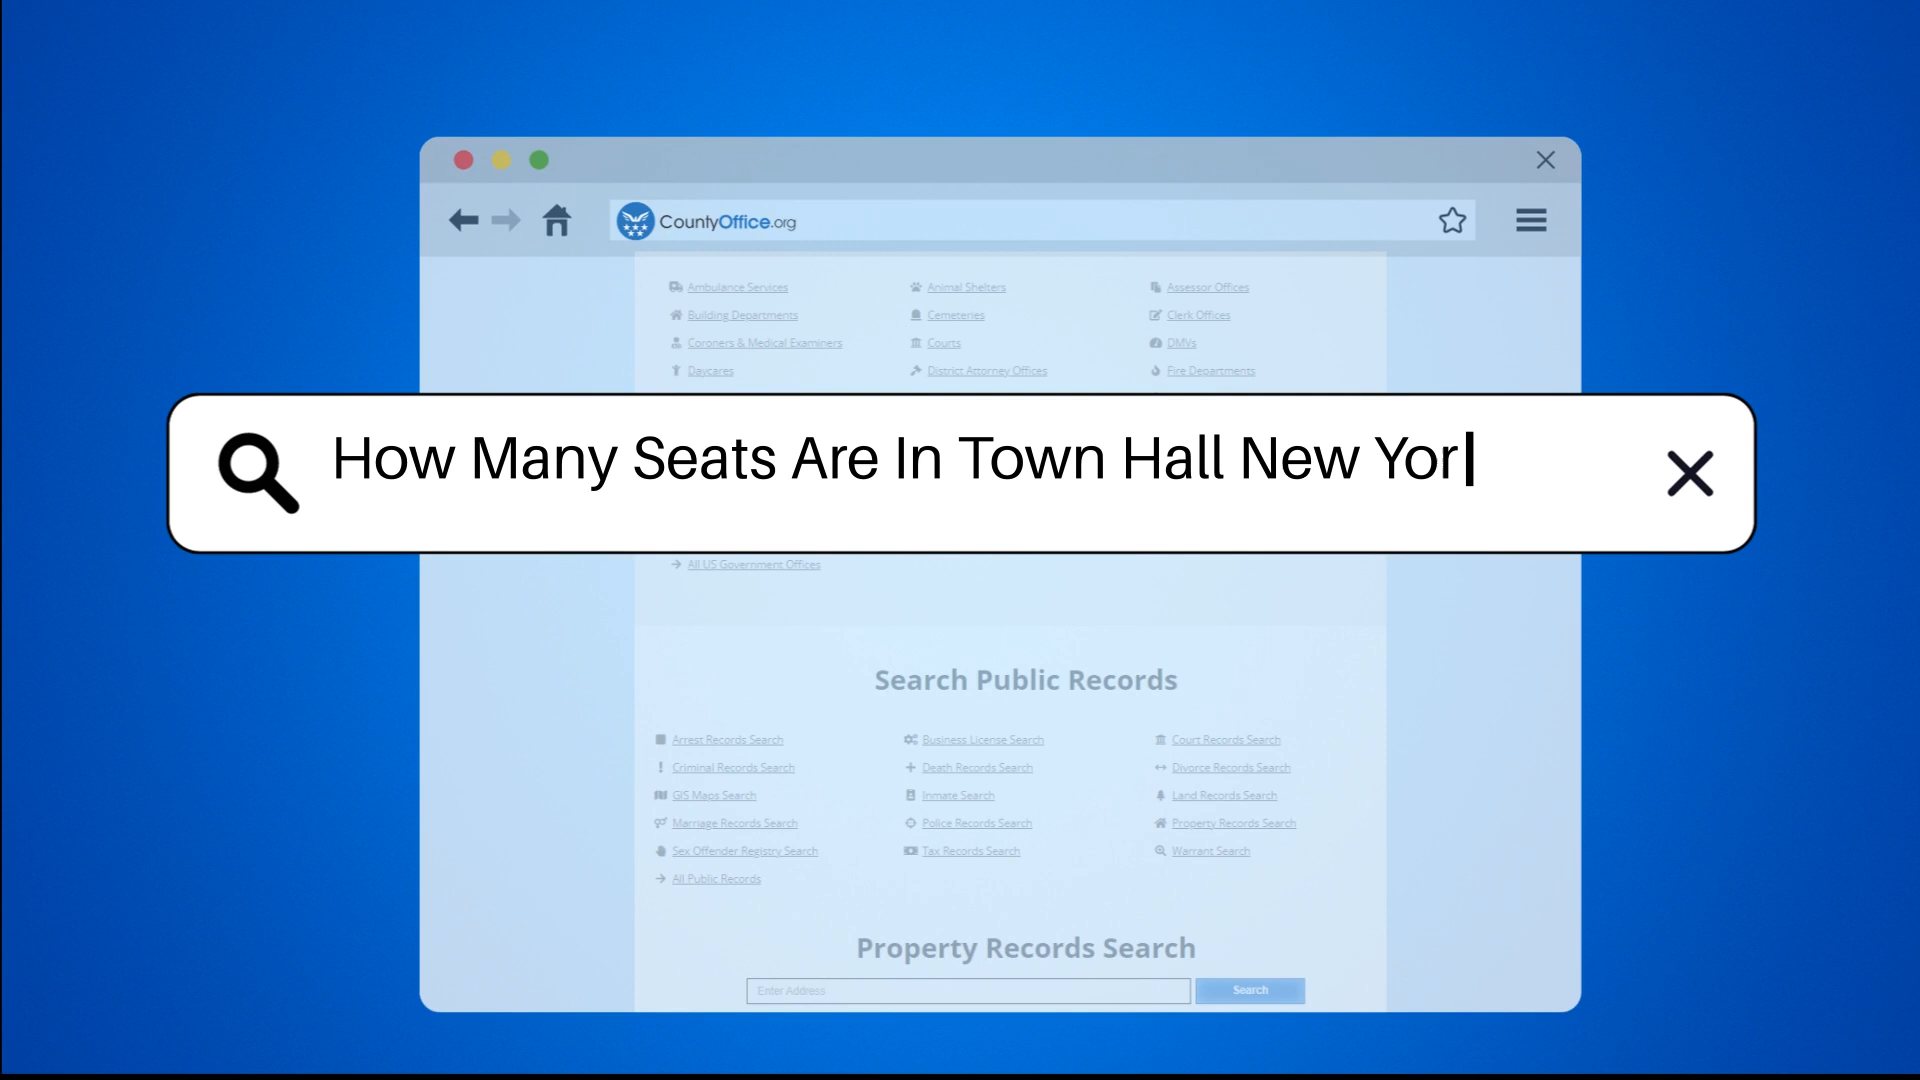 CountyOffice.org
Ambulance Services Animal Shelters Assessor Offices
Building Departments Cemeteries Clerk Offices
Coroners & Medical Examiners Courts DMVs
Daycares District Attorney Offices Fire Departments
How Many Seats Are In Town Hall New Yor
All US Government Offices
Search Public Records
Arrest Records Search Business License Search Court Records Search
Criminal Records Search Death Records Search Divorce Records Search
GIS Maps Search Inmate Search Land Records Search
Marriage Records Search Police Records Search Property Records Search
Sex Offender Registry Search Tax Records Search Warrant Search
All Public Records
Property Records Search
Enter Address Search